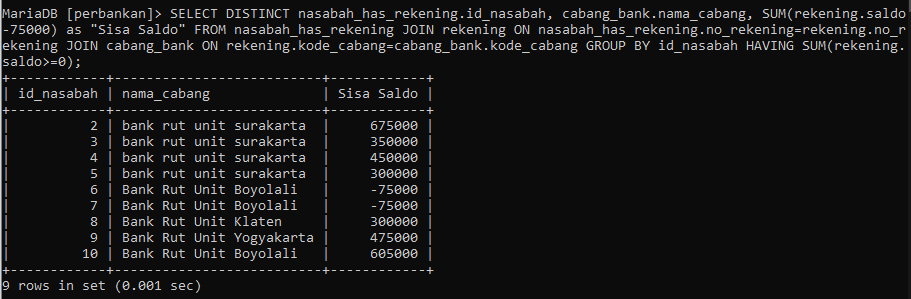 MariaDB [perbankan]> SELECT DISTINCT nasabah_has_rekening.id_nasabah, cabang_bank.nama_cabang, SUM(rekening.saldo
-75000) as "Sisa Saldo" FROM nasabah_has_rekening JOIN rekening ON nasabah_has_rekening.no_rekening=rekening.no_r
ekening JOIN cabang_bank ON rekening.kode_cabang=cabang_bank.kode_cabang GROUP BY id_nasabah HAVING SUM(rekening.
saldo>=0);
+------------+--------------------------+------------+
| id_nasabah | nama_cabang              | Sisa Saldo |
+------------+--------------------------+------------+
|          2 | bank rut unit surakarta  |     675000 |
|          3 | bank rut unit surakarta  |     350000 |
|          4 | bank rut unit surakarta  |     450000 |
|          5 | bank rut unit surakarta  |     300000 |
|          6 | Bank Rut Unit Boyolali   |     -75000 |
|          7 | Bank Rut Unit Boyolali   |     -75000 |
|          8 | Bank Rut Unit Klaten     |     300000 |
|          9 | Bank Rut Unit Yogyakarta |     475000 |
|         10 | Bank Rut Unit Boyolali   |     605000 |
+------------+--------------------------+------------+
9 rows in set (0.001 sec)